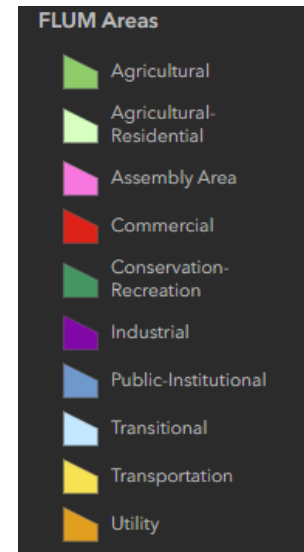 FLUM Areas
Agricultural
Agricultural-
Residential
Assembly Area
Commercial
Conservation-
Recreation
Industrial
Public-Institutional
Transitional
Transportation
Utility